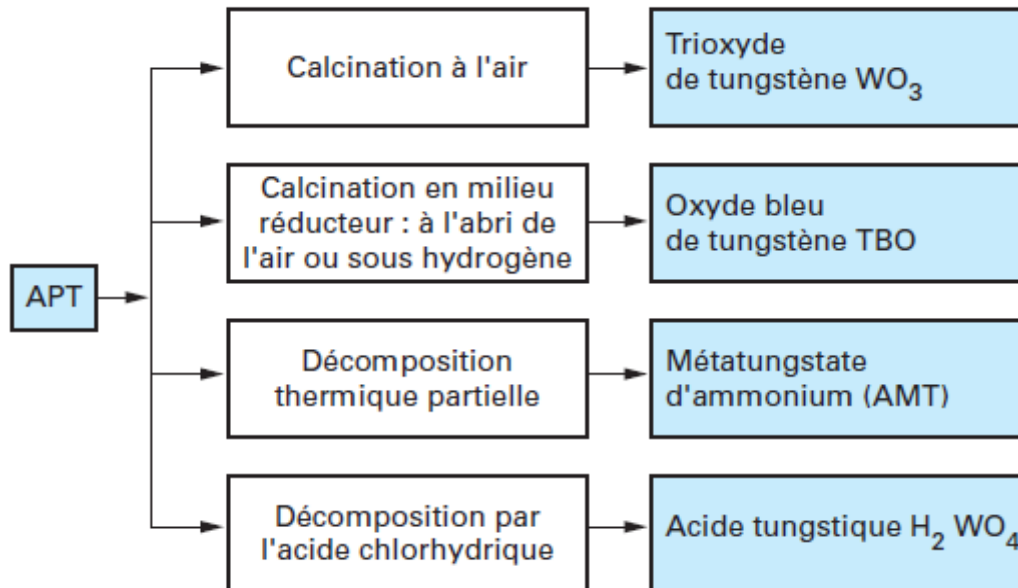 APT
Calcination à l'air
Trioxyde
de tungstène WO₃
Calcination en milieu
réducteur : à l'abri de
l'air ou sous hydrogène
Oxyde bleu
de tungstène TBO
Décomposition
thermique partielle
Métatungstate
d'ammonium (AMT)
Décomposition par
l'acide chlorhydrique
Acide tungstique H₂ WO₄